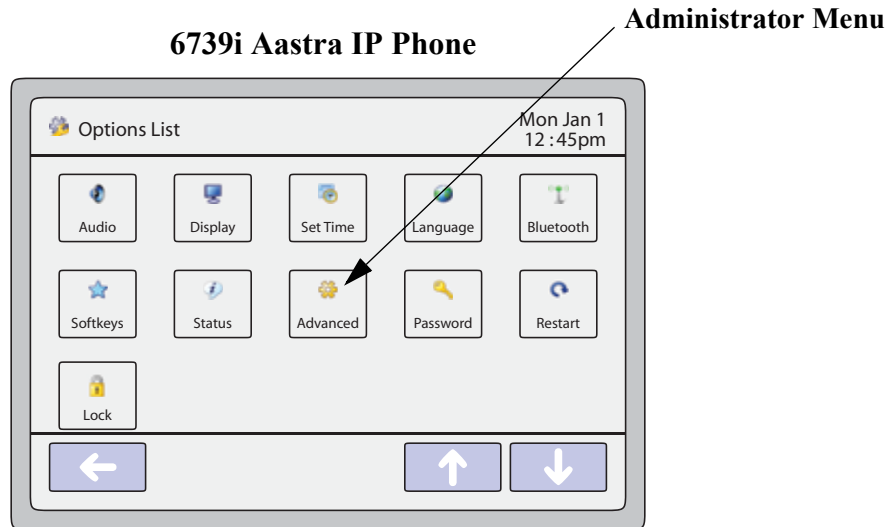 Administrator Menu
6739i Aastra IP Phone
Options List
Mon Jan 1
12 :45pm
Audio
Display
Set Time
Language
Bluetooth
Softkeys
Status
Advanced
Password
Restart
Lock